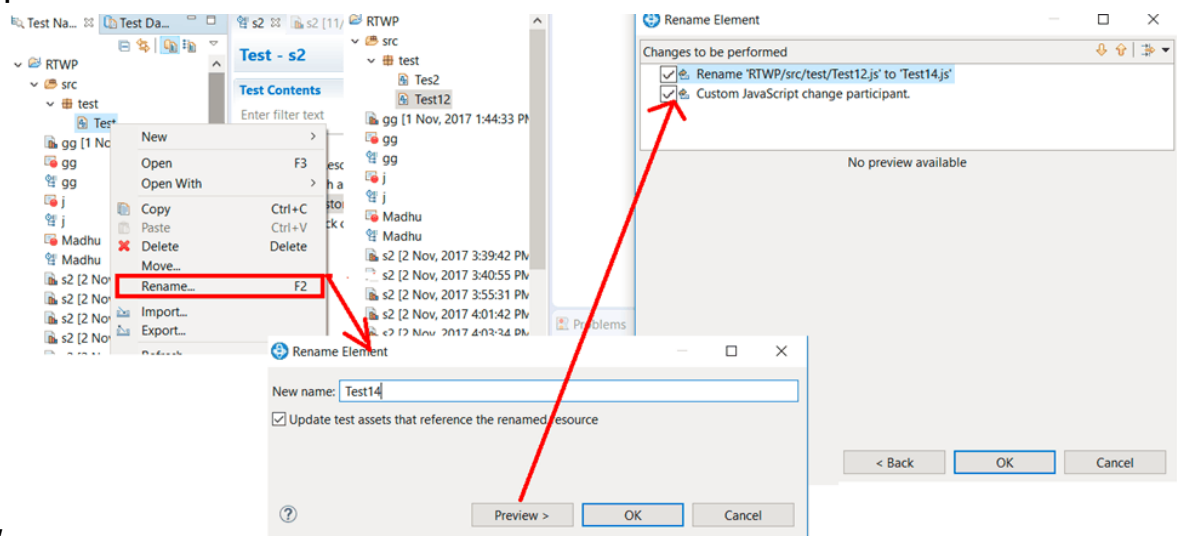 Test Na...
Test Da...
RTWP
src
test
Test
gg [1 No
gg
gg
j
j
Madhu
Madhu
s2 [2 Nov
s2 [2 Nov
s2 [2 Nov
s2 [2 Nov
New
Open F3
Open With
Copy Ctrl+C
Paste Ctrl+V
Delete Delete
Move...
Rename... F2
Import...
Export...
Refresh
s2
s2 [11/
Test - s2
Test Contents
Enter filter text
RTWP
src
test
Tes2
Test12
gg [1 Nov, 2017 1:44:33 PM
gg
gg
j
j
Madhu
Madhu
s2 [2 Nov, 2017 3:39:42 PM
s2 [2 Nov, 2017 3:40:55 PM
s2 [2 Nov, 2017 3:55:31 PM
s2 [2 Nov, 2017 4:01:42 PM
s2 [2 Nov, 2017 4:03:34 PM
Problems
Rename Element
New name: Test14
Update test assets that reference the renamed resource
Preview >
OK
Cancel
Rename Element
Changes to be performed
Rename 'RTWP/src/test/Test12.js' to 'Test14.js'
Custom JavaScript change participant.
No preview available
< Back
OK
Cancel